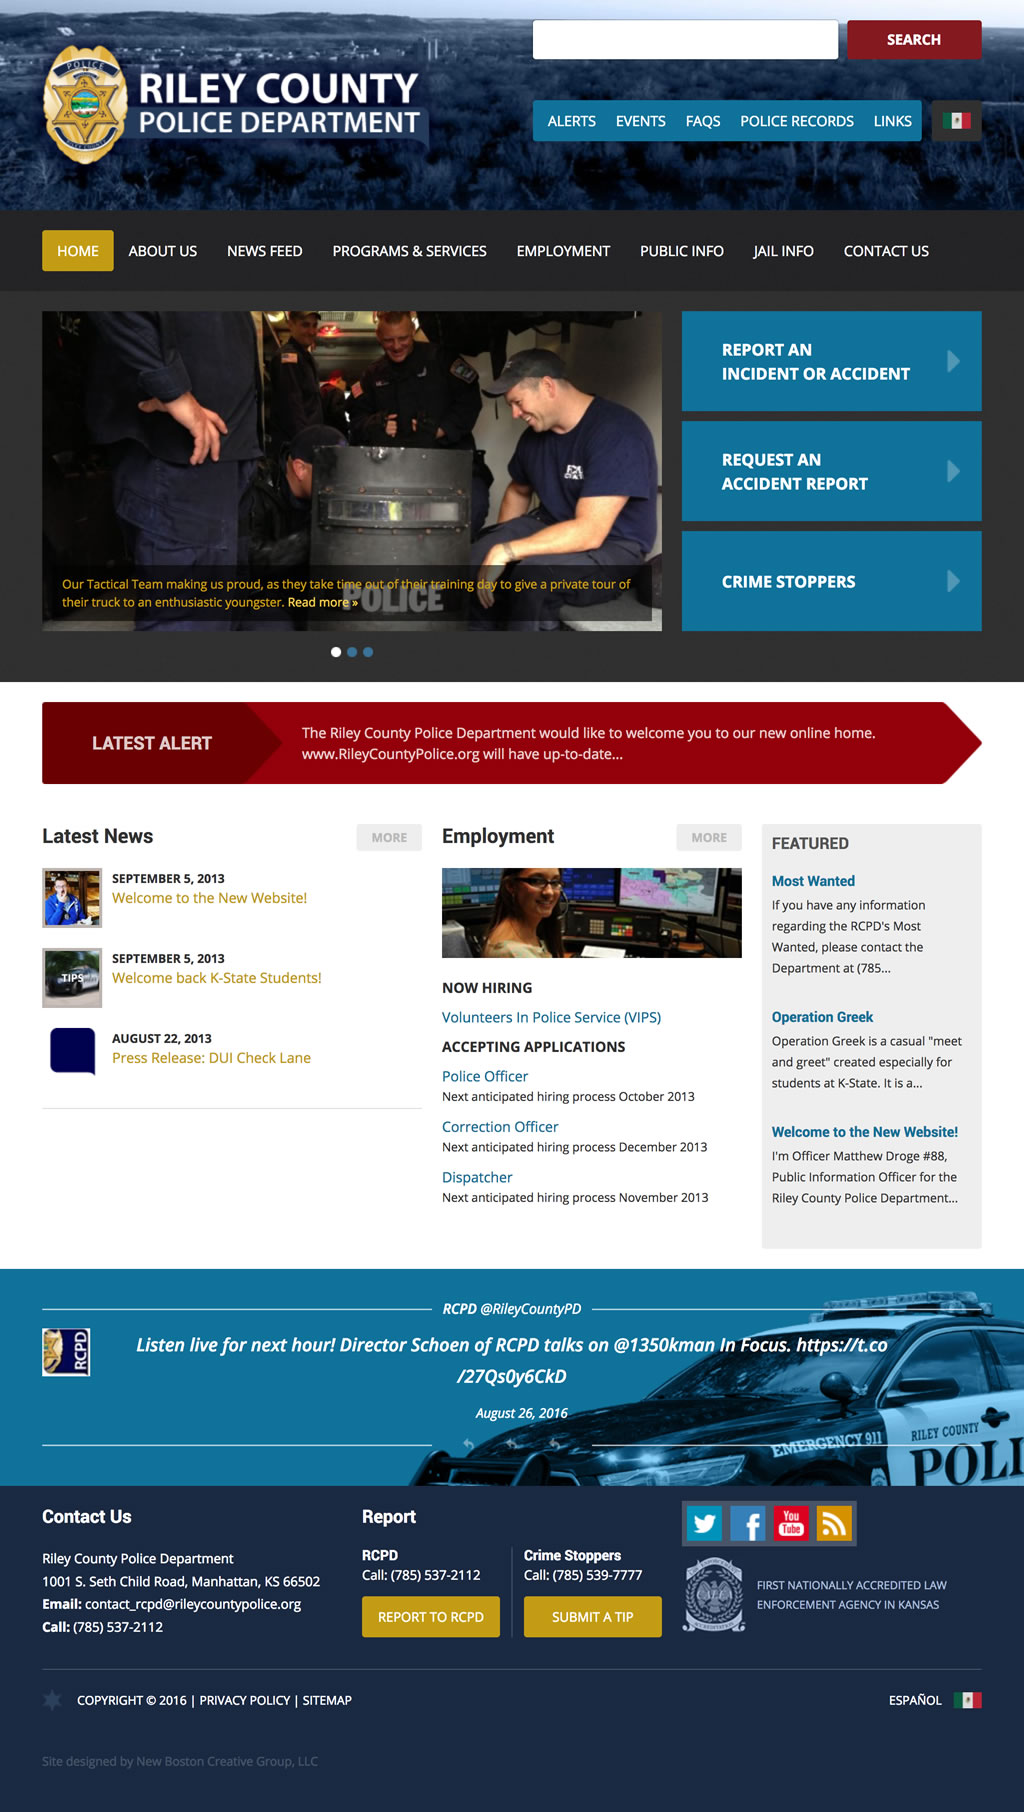 SEARCH
POLICE
RILEY COUNTY
POLICE DEPARTMENT
ALERTS EVENTS FAQS POLICE RECORDS LINKS
HOME ABOUT US NEWS FEED PROGRAMS & SERVICES EMPLOYMENT PUBLIC INFO JAIL INFO CONTACT US
REPORT AN
INCIDENT OR ACCIDENT
REQUEST AN
ACCIDENT REPORT
CRIME STOPPERS
POLICE
Our Tactical Team making us proud, as they take time out of their training day to give a private tour of
their truck to an enthusiastic youngster. Read more »
LATEST ALERT
The Riley County Police Department would like to welcome you to our new online home.
www.RileyCountyPolice.org will have up-to-date...
Latest News
MORE
SEPTEMBER 5, 2013
Welcome to the New Website!
TIPS
SEPTEMBER 5, 2013
Welcome back K-State Students!
AUGUST 22, 2013
Press Release: DUI Check Lane
Employment
MORE
NOW HIRING
Volunteers In Police Service (VIPS)
ACCEPTING APPLICATIONS
Police Officer
Next anticipated hiring process October 2013
Correction Officer
Next anticipated hiring process December 2013
Dispatcher
Next anticipated hiring process November 2013
FEATURED
Most Wanted
If you have any information
regarding the RCPD's Most
Wanted, please contact the
Department at (785...
Operation Greek
Operation Greek is a casual "meet
and greet" created especially for
students at K-State. It is a...
Welcome to the New Website!
I'm Officer Matthew Droge #88,
Public Information Officer for the
Riley County Police Department...
RCPD @RileyCountyPD
RCPD
Listen live for next hour! Director Schoen of RCPD talks on @1350kman In Focus. https://t.co
/27Qs0y6CkD
August 26, 2016
EMERGENCY 911
RILEY COUNTY
POLI
Contact Us
Riley County Police Department
1001 S. Seth Child Road, Manhattan, KS 66502
Email: contact_rcpd@rileycountypolice.org
Call: (785) 537-2112
Report
RCPD
Call: (785) 537-2112
REPORT TO RCPD
Crime Stoppers
Call: (785) 539-7777
SUBMIT A TIP
You
Tube
CALEA
FIRST NATIONALLY ACCREDITED LAW
ENFORCEMENT AGENCY IN KANSAS
COPYRIGHT © 2016 | PRIVACY POLICY | SITEMAP
ESPAÑOL
Site designed by New Boston Creative Group, LLC